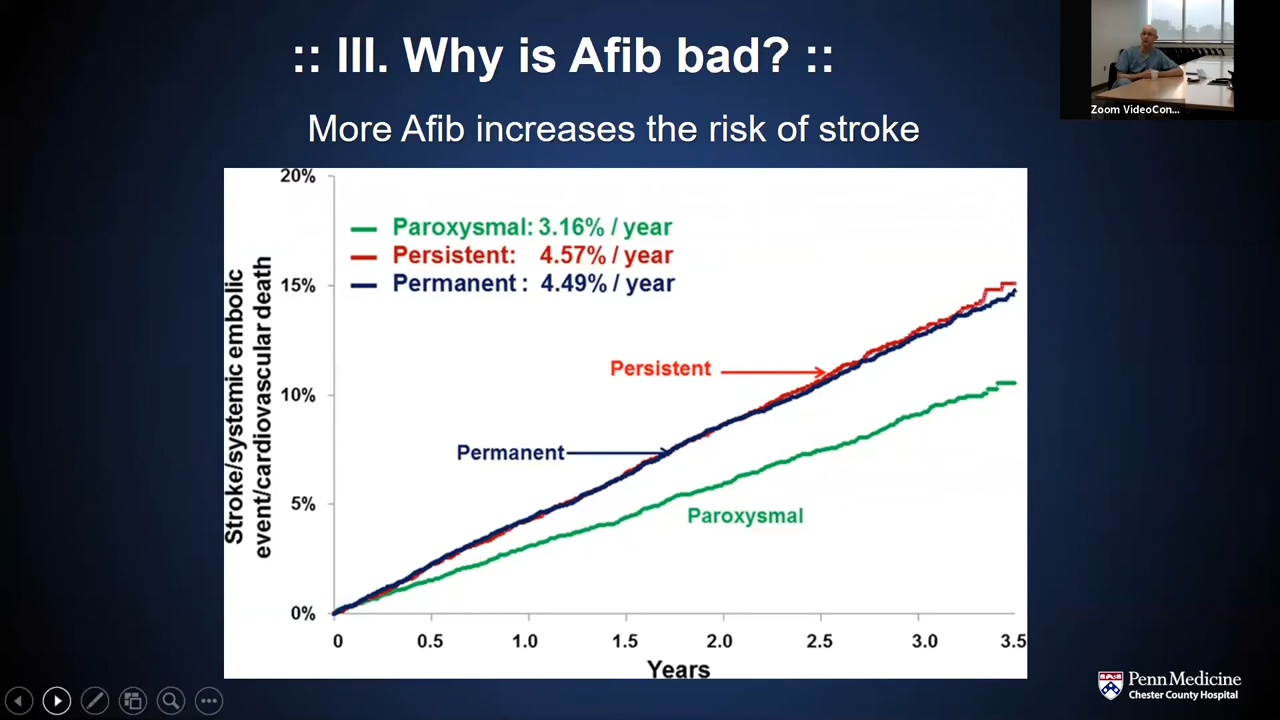 :: III. Why is Afib bad? ::
More Afib increases the risk of stroke
Zoom VideoCon...
20%
15%
10%
5%
0%
Stroke/systemic embolic
event/cardiovascular death
Paroxysmal: 3.16% / year
Persistent: 4.57% / year
Permanent : 4.49% / year
Persistent
Permanent
Paroxysmal
0 0.5 1.0 1.5 2.0 2.5 3.0 3.5
Years
Penn Medicine
Chester County Hospital